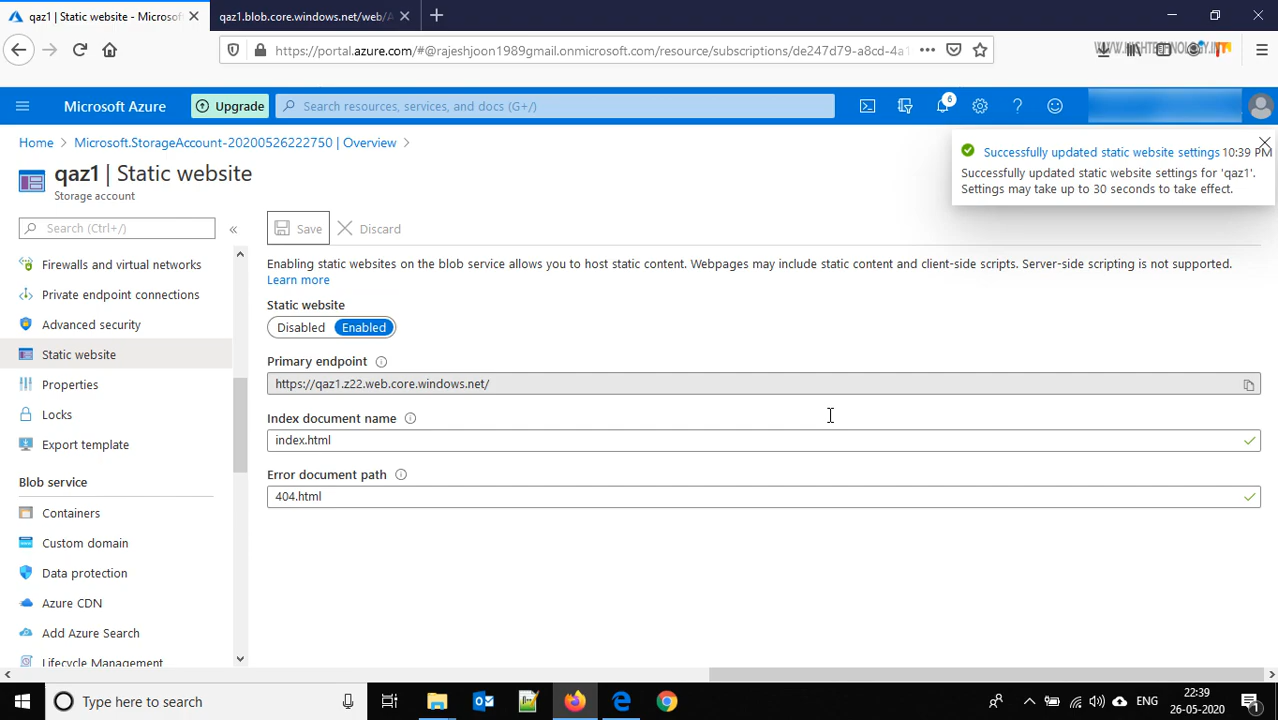 qaz1 | Static website - Microsof
qaz1.blob.core.windows.net/web/A
https://portal.azure.com/#@rajeshjoon1989gmail.onmicrosoft.com/resource/subscriptions/de247d79-a8cd-4a1
Microsoft Azure
Upgrade
Search resources, services, and docs (G+/)
6
Home > Microsoft.StorageAccount-20200526222750 | Overview >
qaz1 | Static website
Storage account
Successfully updated static website settings 10:39 PM
Successfully updated static website settings for 'qaz1'.
Settings may take up to 30 seconds to take effect.
Search (Ctrl+/)
«
Firewalls and virtual networks
Private endpoint connections
Advanced security
Static website
Properties
Locks
Export template
Blob service
Containers
Custom domain
Data protection
Azure CDN
Add Azure Search
Lifecycle Management
Save
Discard
Enabling static websites on the blob service allows you to host static content. Webpages may include static content and client-side scripts. Server-side scripting is not supported.
Learn more
Static website
Disabled Enabled
Primary endpoint
https://qaz1.z22.web.core.windows.net/
Index document name
index.html
Error document path
404.html
Type here to search
ENG
22:39
26-05-2020
1